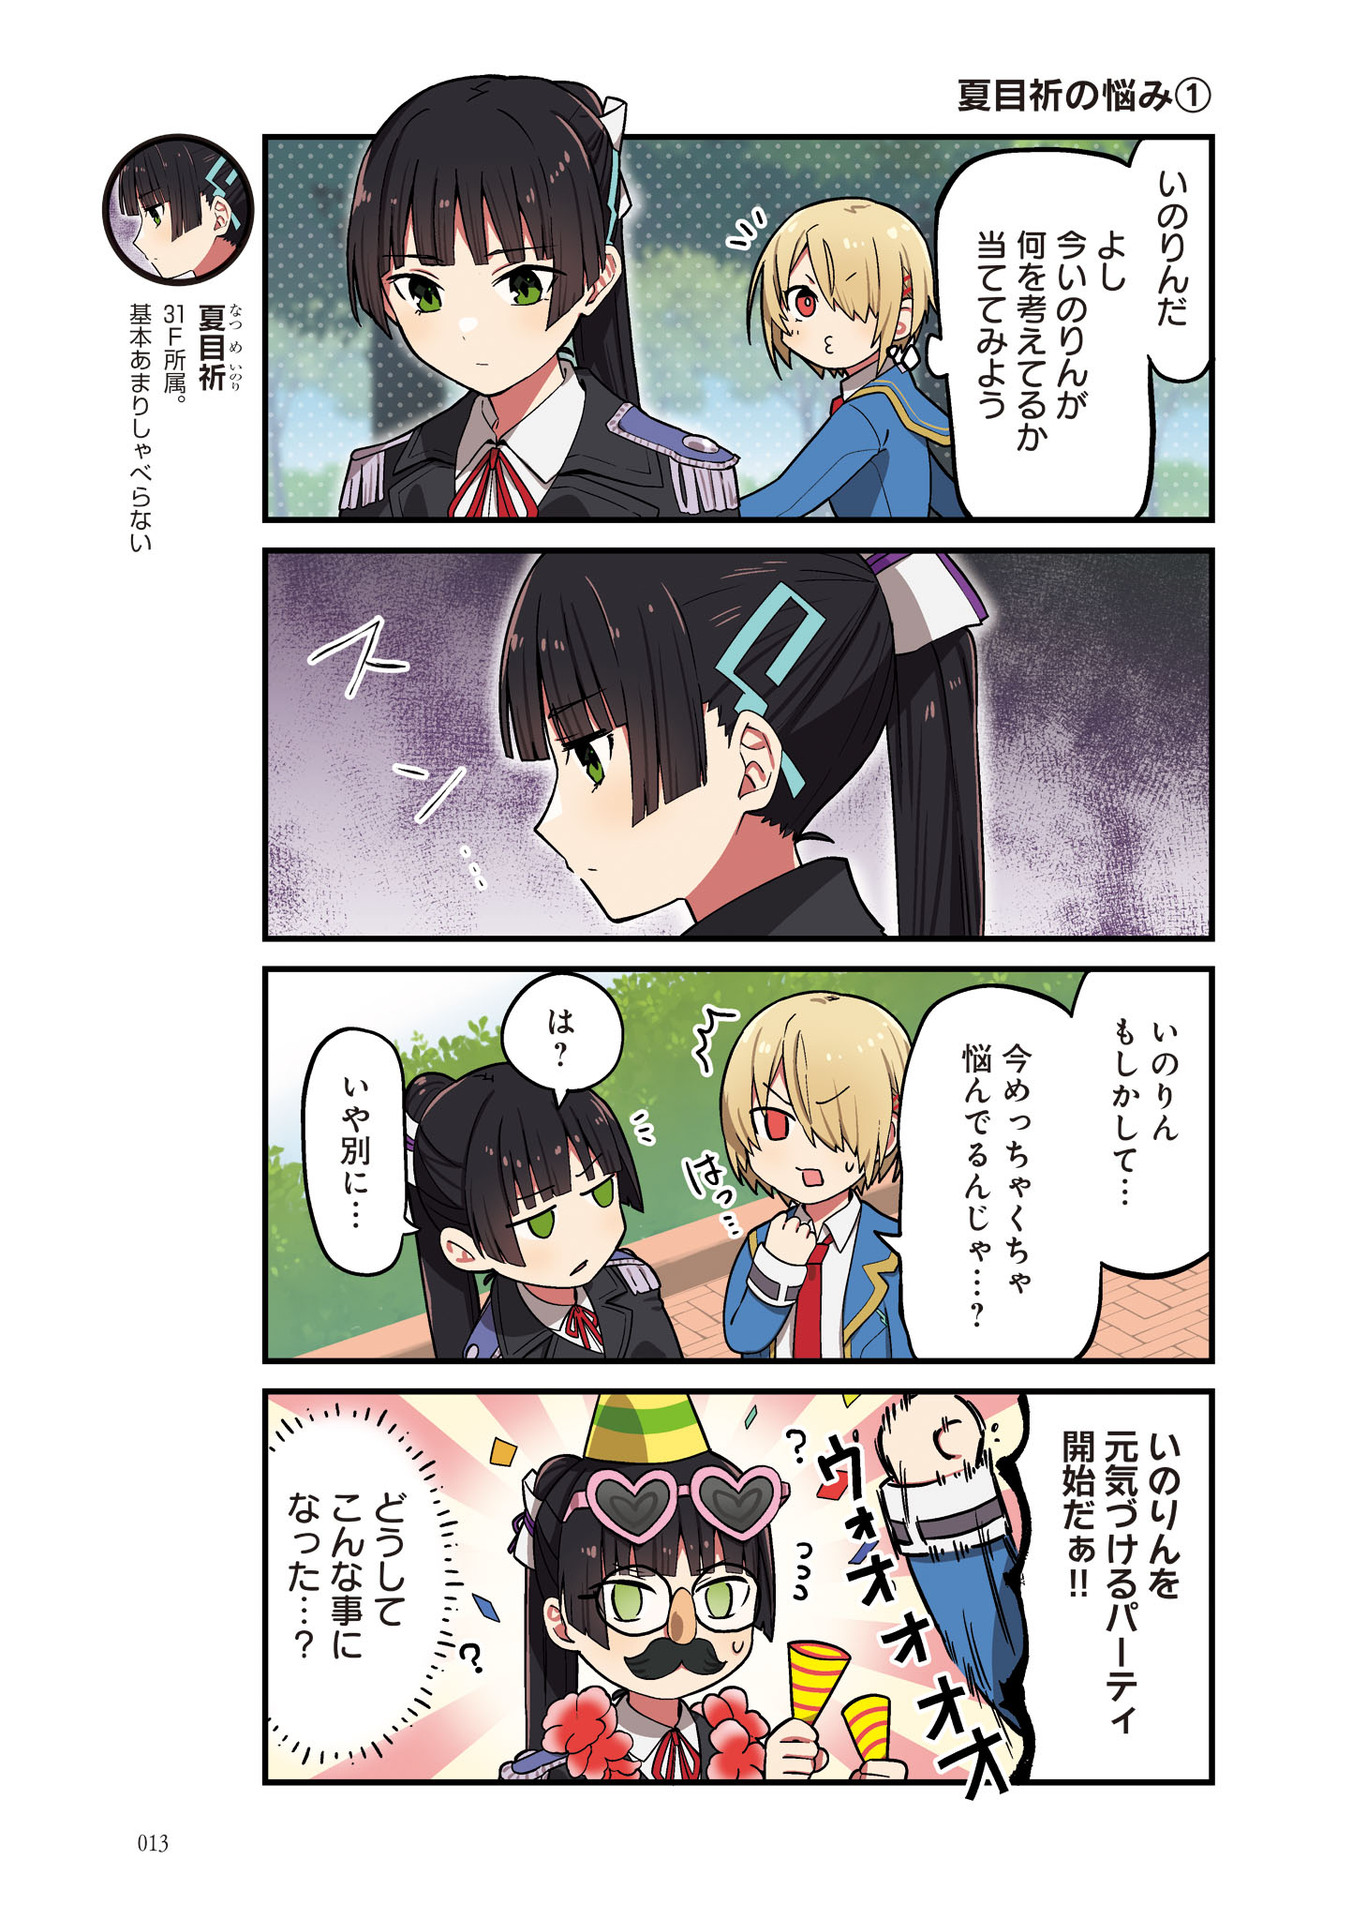 夏目祈の悩み①
いのりんだ
よし
今いのりんが
何を考えてるか
当ててみよう
夏目祈
なつめいのり
31F所属。
基本あまりしゃべらない
ズ
ン
…
いのりん
もしかして…
今めっちゃくちゃ
悩んでるんじゃ…?
はっ…
は?
いや別に…
いのりんを
元気づけるパーティ
開始だぁ!!
ウォオオオオ
?
???
?
どうして
こんな事に
なった…?
013